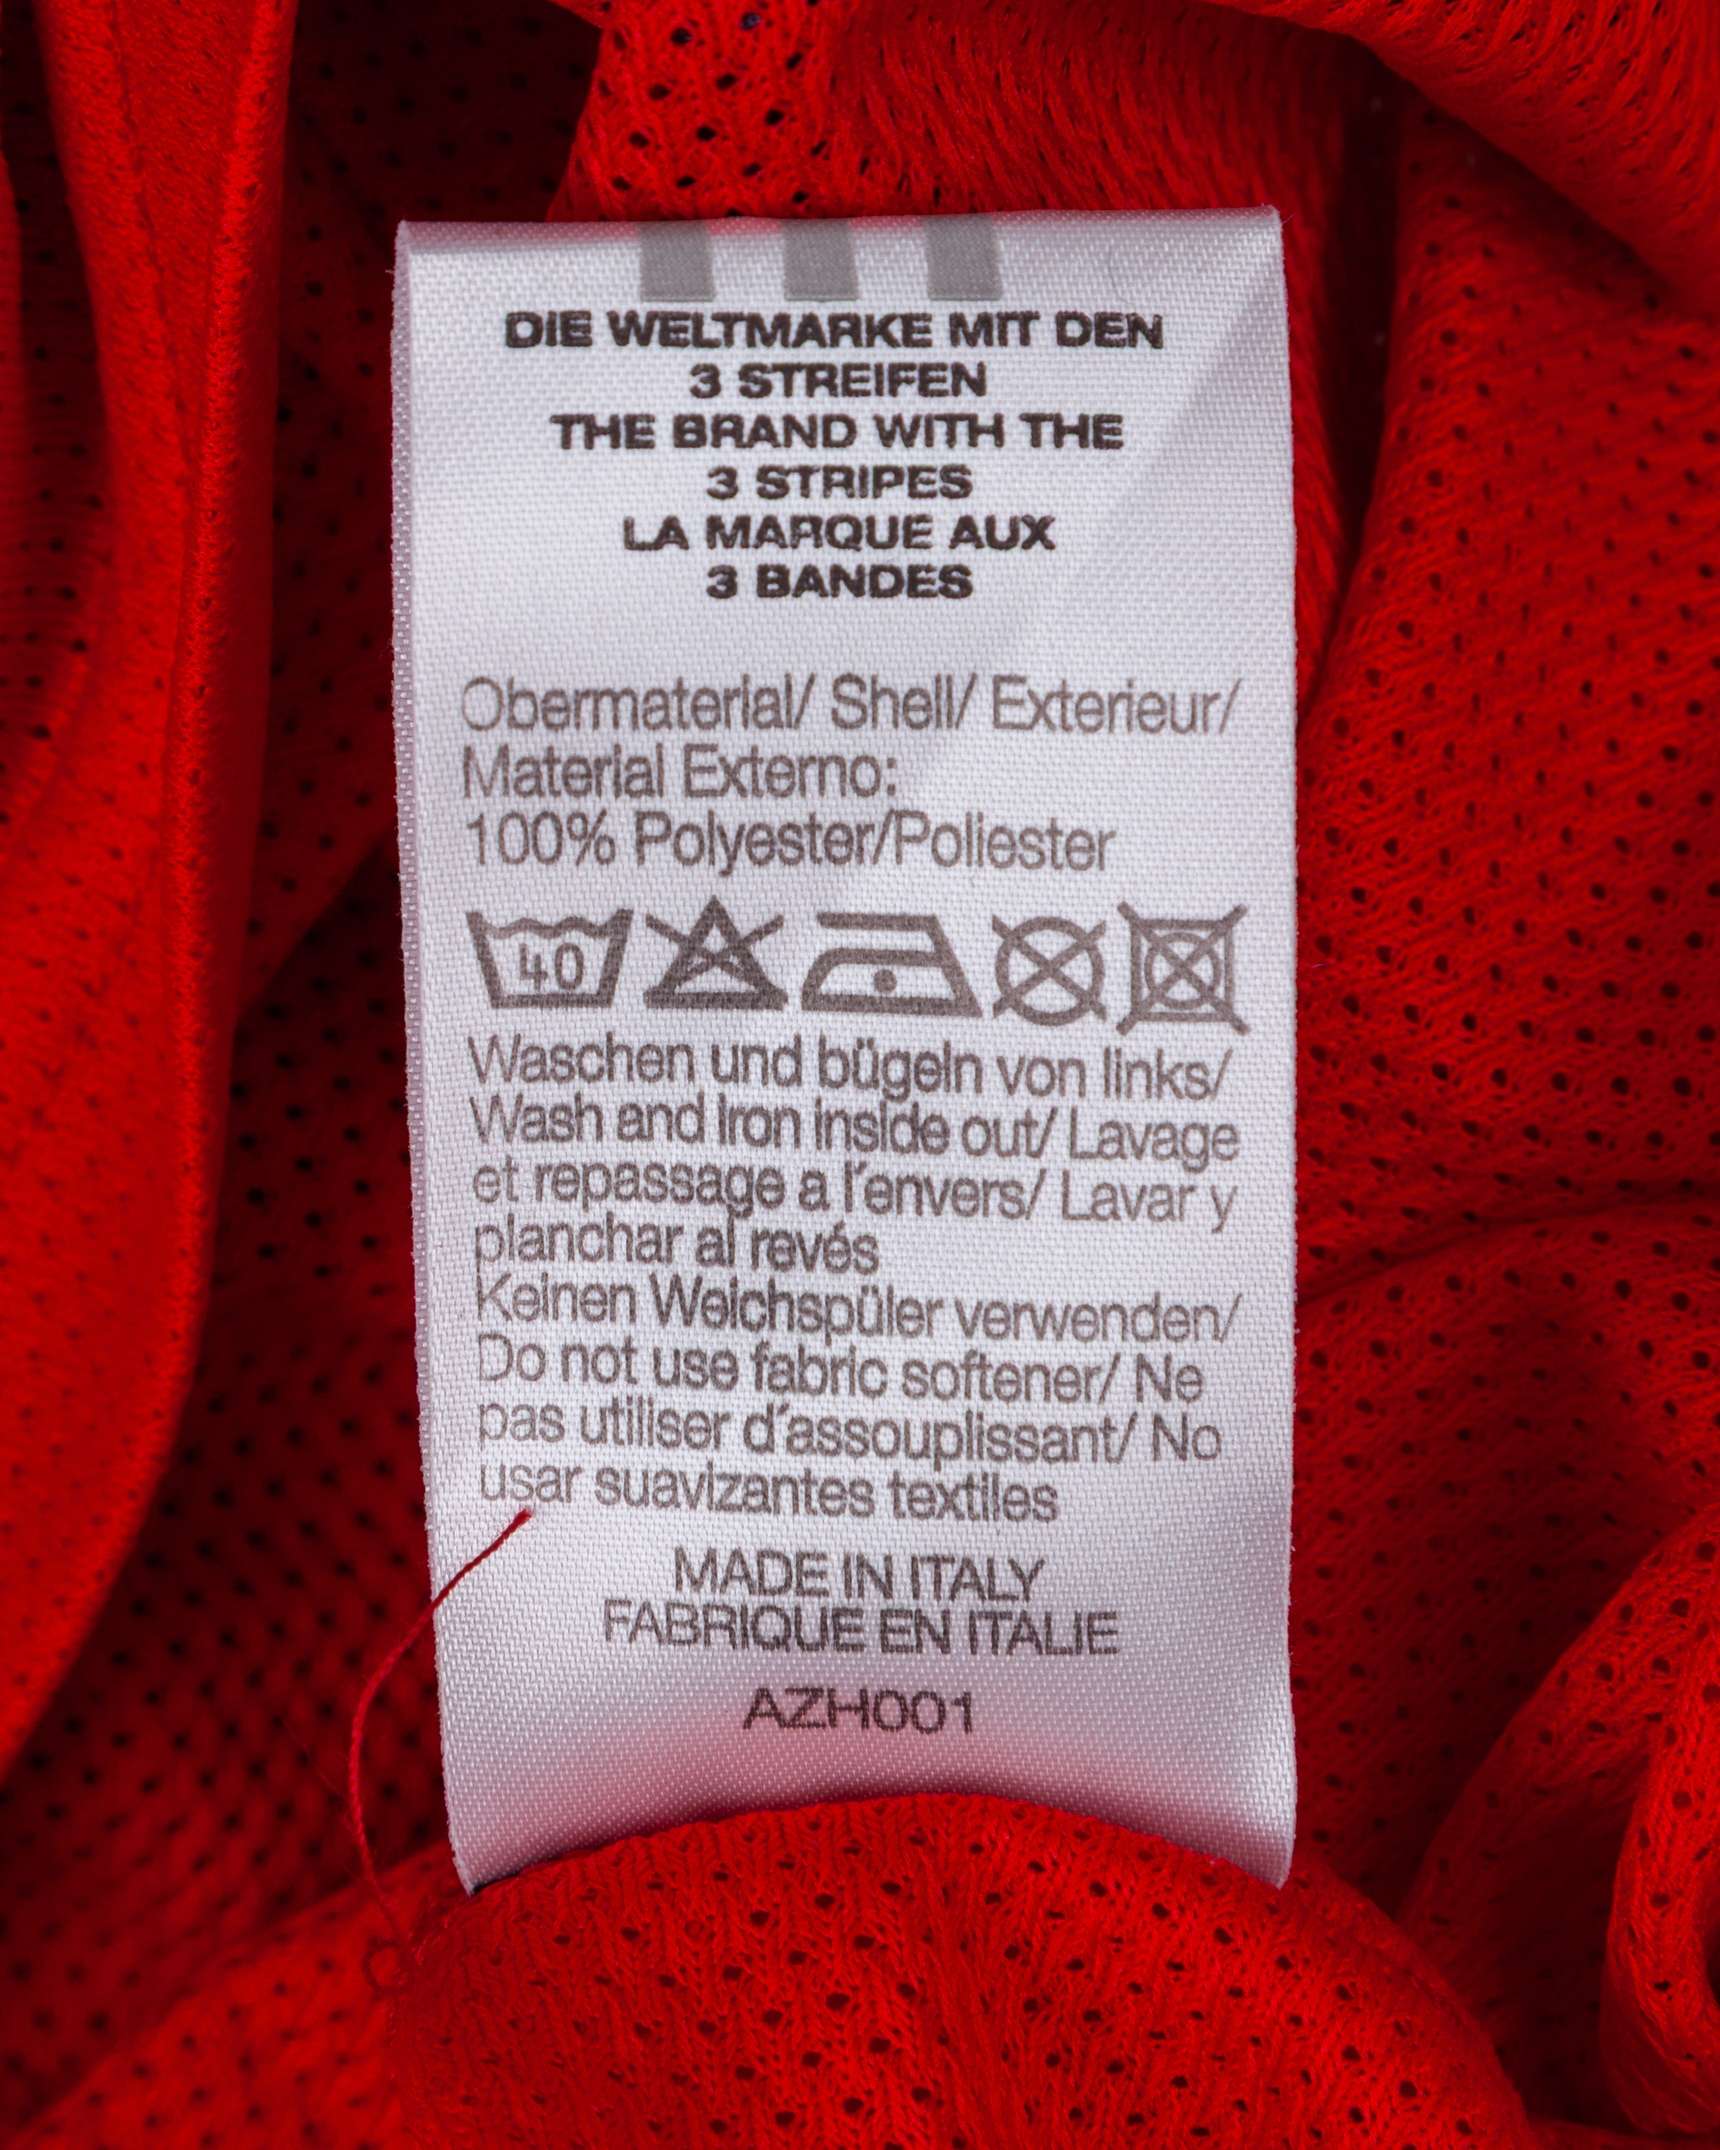 DIE WELTMARKE MIT DEN
3 STREIFEN
THE BRAND WITH THE
3 STRIPES
LA MARQUE AUX
3 BANDES
Obermaterial/ Shell/ Exterieur/
Material Externo:
100% Polyester/Poliester
40
Waschen und bügeln von links/
Wash and Iron inside out/ Lavage
et repassage a l´envers/ Lavar y
planchar al revés
Keinen Weichspüler verwenden/
Do not use fabric softener/ Ne
pas utiliser d´assouplissant/ No
usar suavizantes textiles
MADE IN ITALY
FABRIQUE EN ITALIE
AZH001